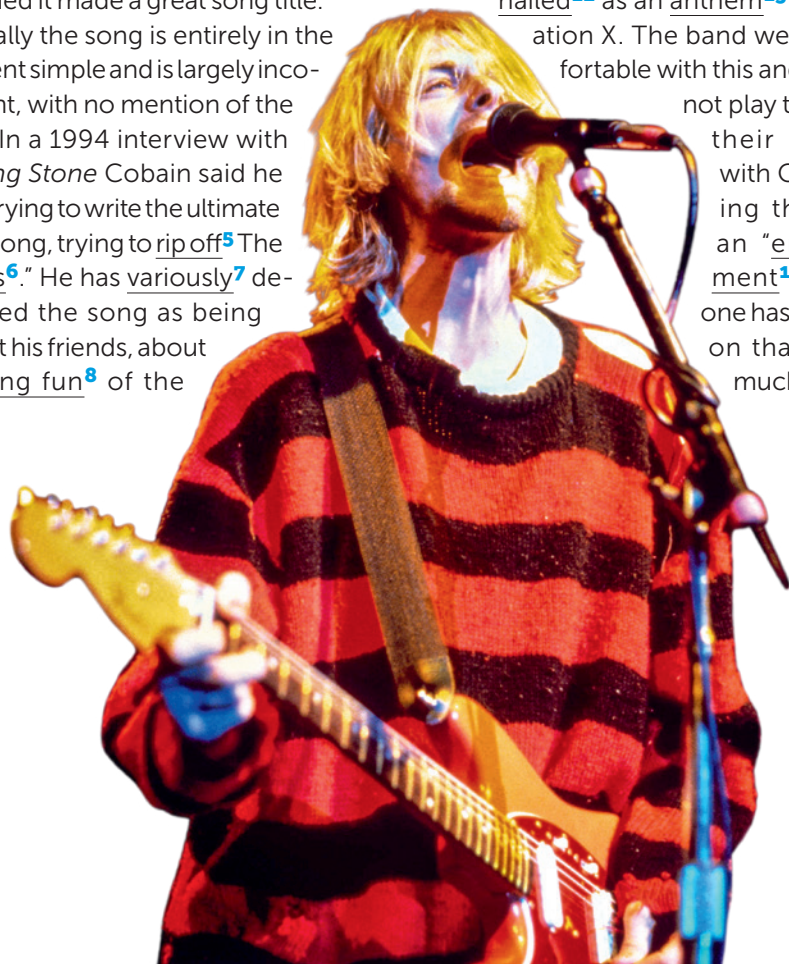 ed it made a great song title.
ally the song is entirely in the
ent simple and is largely inco-
nt, with no mention of the
In a 1994 interview with
ng Stone Cobain said he
rying to write the ultimate
ong, trying to rip off5 The
s6.” He has variously7 de-
ed the song as being
t his friends, about
ng fun8 of the
as an anthem
ation X. The band we
fortable with this and
not play t
their
with C
ing th
an “e
ment1
one has
on tha
much